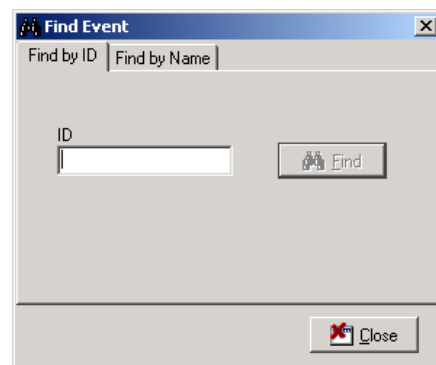 Find Event
Find by ID Find by Name
ID
Find
Close